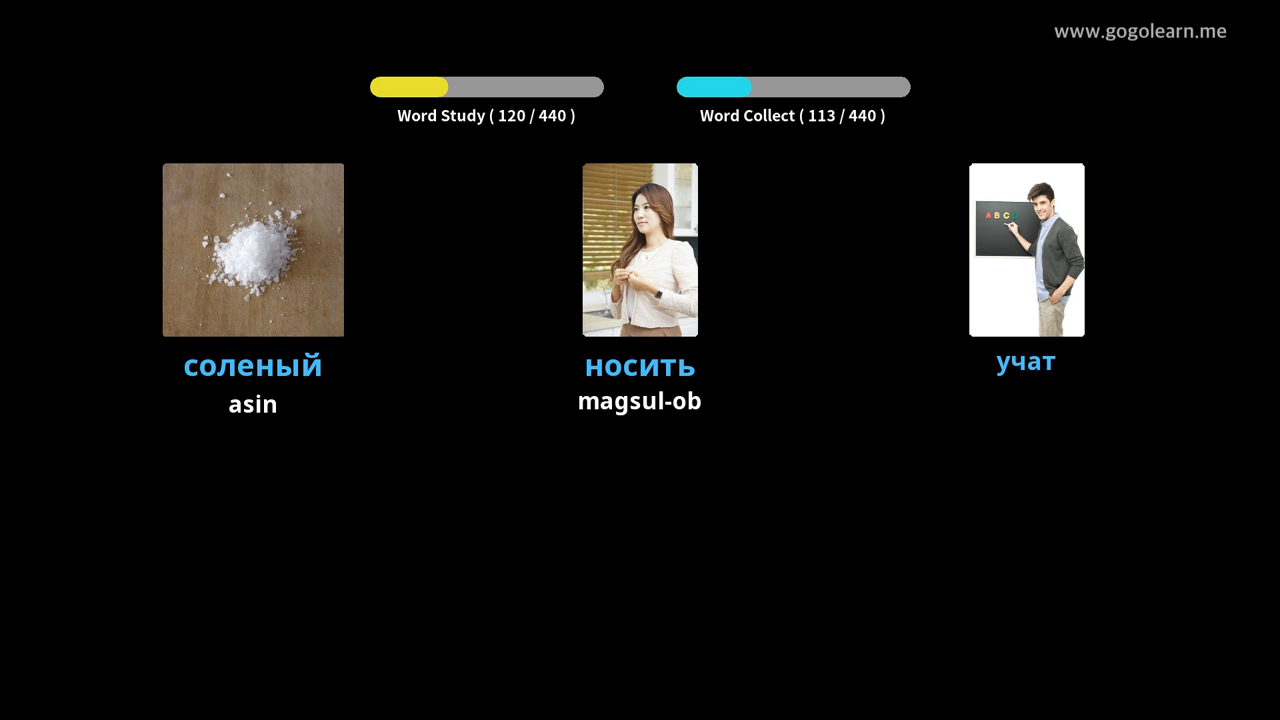 www.gogolearn.me
Word Study ( 120 / 440 )
Word Collect ( 113 / 440 )
A B C D
соленый
asin
носить
magsul-ob
учат